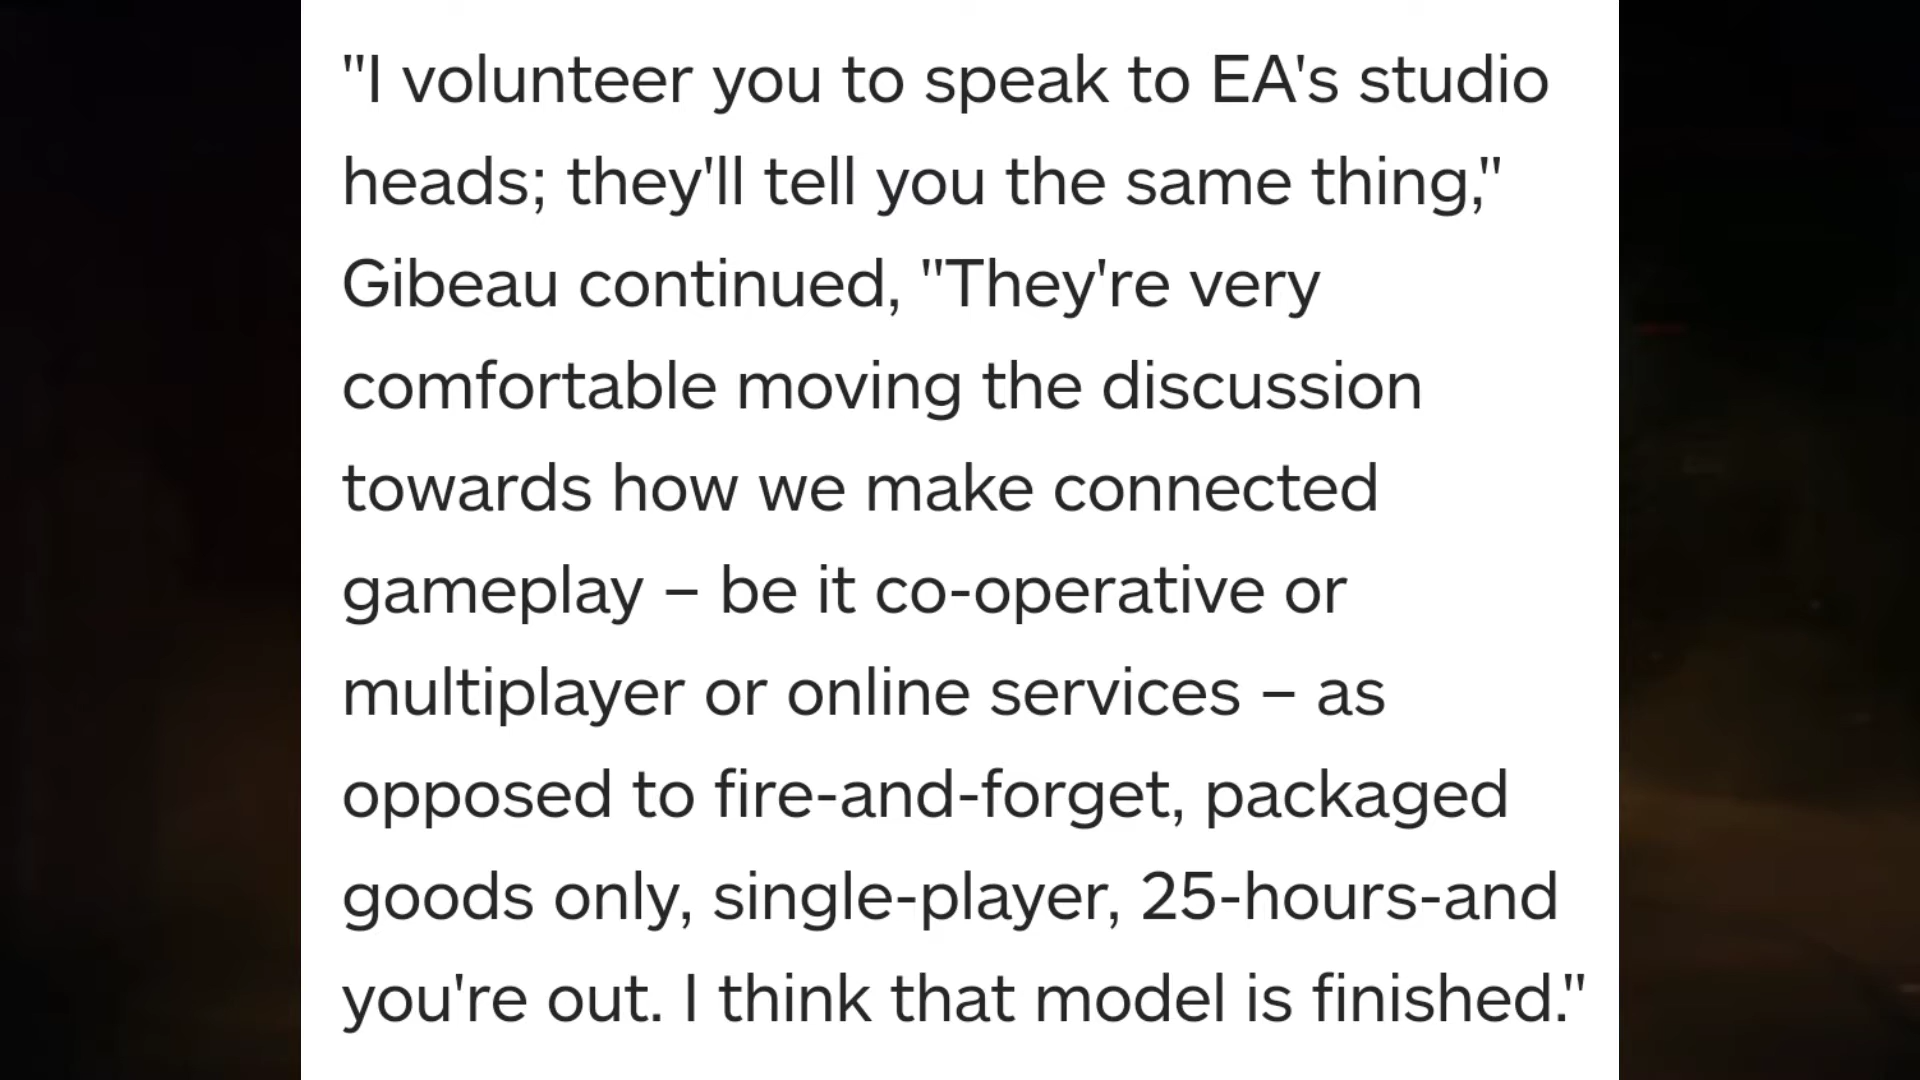 "I volunteer you to speak to EA's studio
heads; they'll tell you the same thing,"
Gibeau continued, "They're very
comfortable moving the discussion
towards how we make connected
gameplay – be it co-operative or
multiplayer or online services – as
opposed to fire-and-forget, packaged
goods only, single-player, 25-hours-and
you're out. I think that model is finished."